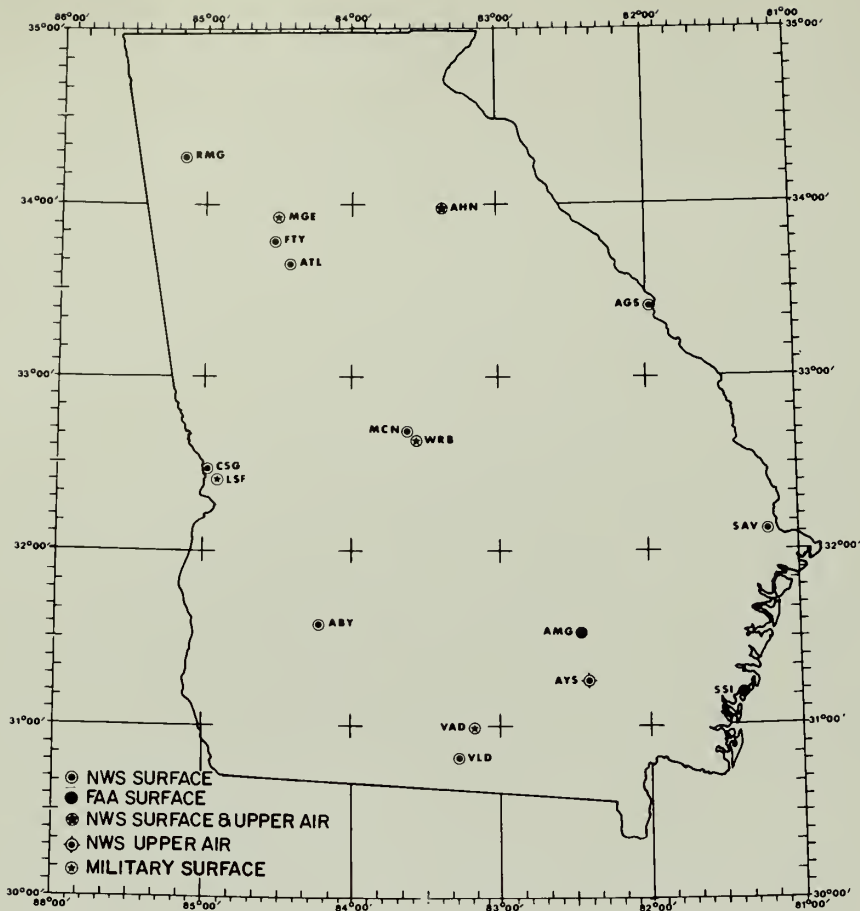 86°00' 85°00' 84°00' 83°00' 82°00' 81°00'
35°00' 35°00'
RMG
34°00' 34°00'
MGE AHN
FTY
ATL
AGS
33°00' 33°00'
MCN WRB
CSG
LSF
SAV
32°00' 32°00'
ABY AMG
AYS
SSI
31°00' 31°00'
VAD
VLD
NWS SURFACE
FAA SURFACE
NWS SURFACE & UPPER AIR
NWS UPPER AIR
MILITARY SURFACE
30°00' 30°00'
85°00' 84°00' 83°00' 82°00' 81°00'